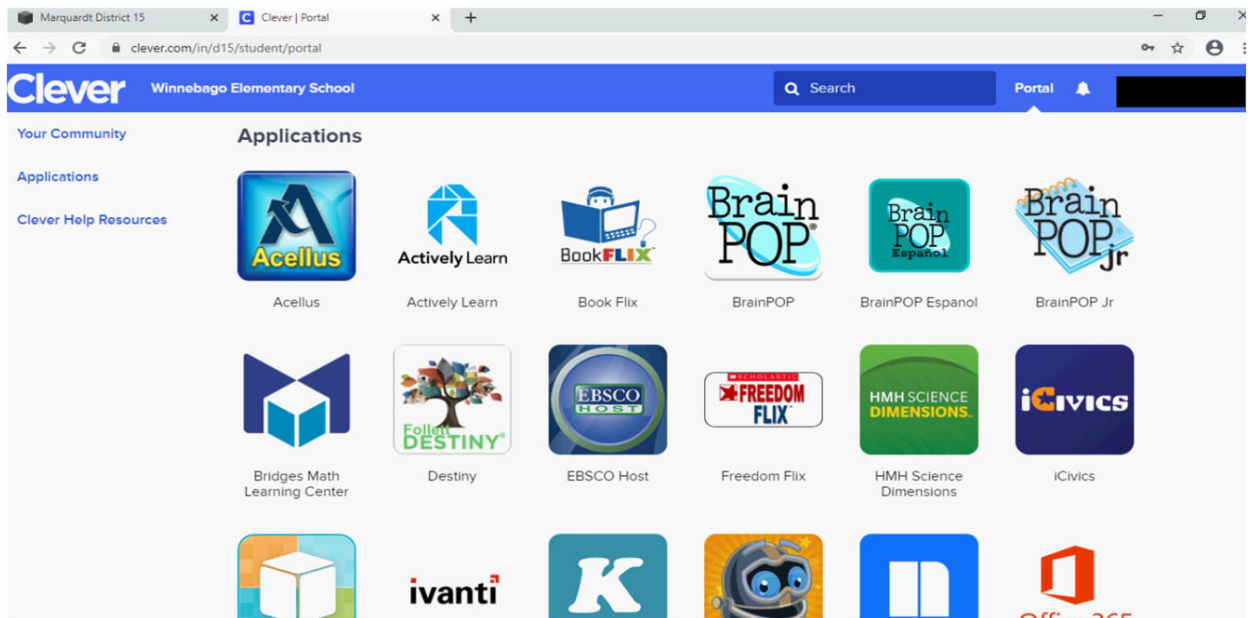 Marquardt District 15
Clever | Portal
clever.com/in/d15/student/portal
Clever
Winnebago Elementary School
Search
Portal
Your Community
Applications
Clever Help Resources
Applications
Acellus
Actively Learn
BookFLIX
Brain
POP
Brain
POP
Español
Brain
POP
jr
Acellus
Actively Learn
Book Flix
BrainPOP
BrainPOP Espanol
BrainPOP Jr
Follett
DESTINY
EBSCO
HOST
SCHOLASTIC
FREEDOM
FLIX
HMH SCIENCE
DIMENSIONS
iCivics
Bridges Math
Learning Center
Destiny
EBSCO Host
Freedom Flix
HMH Science
Dimensions
iCivics
ivanti
K
Office 365